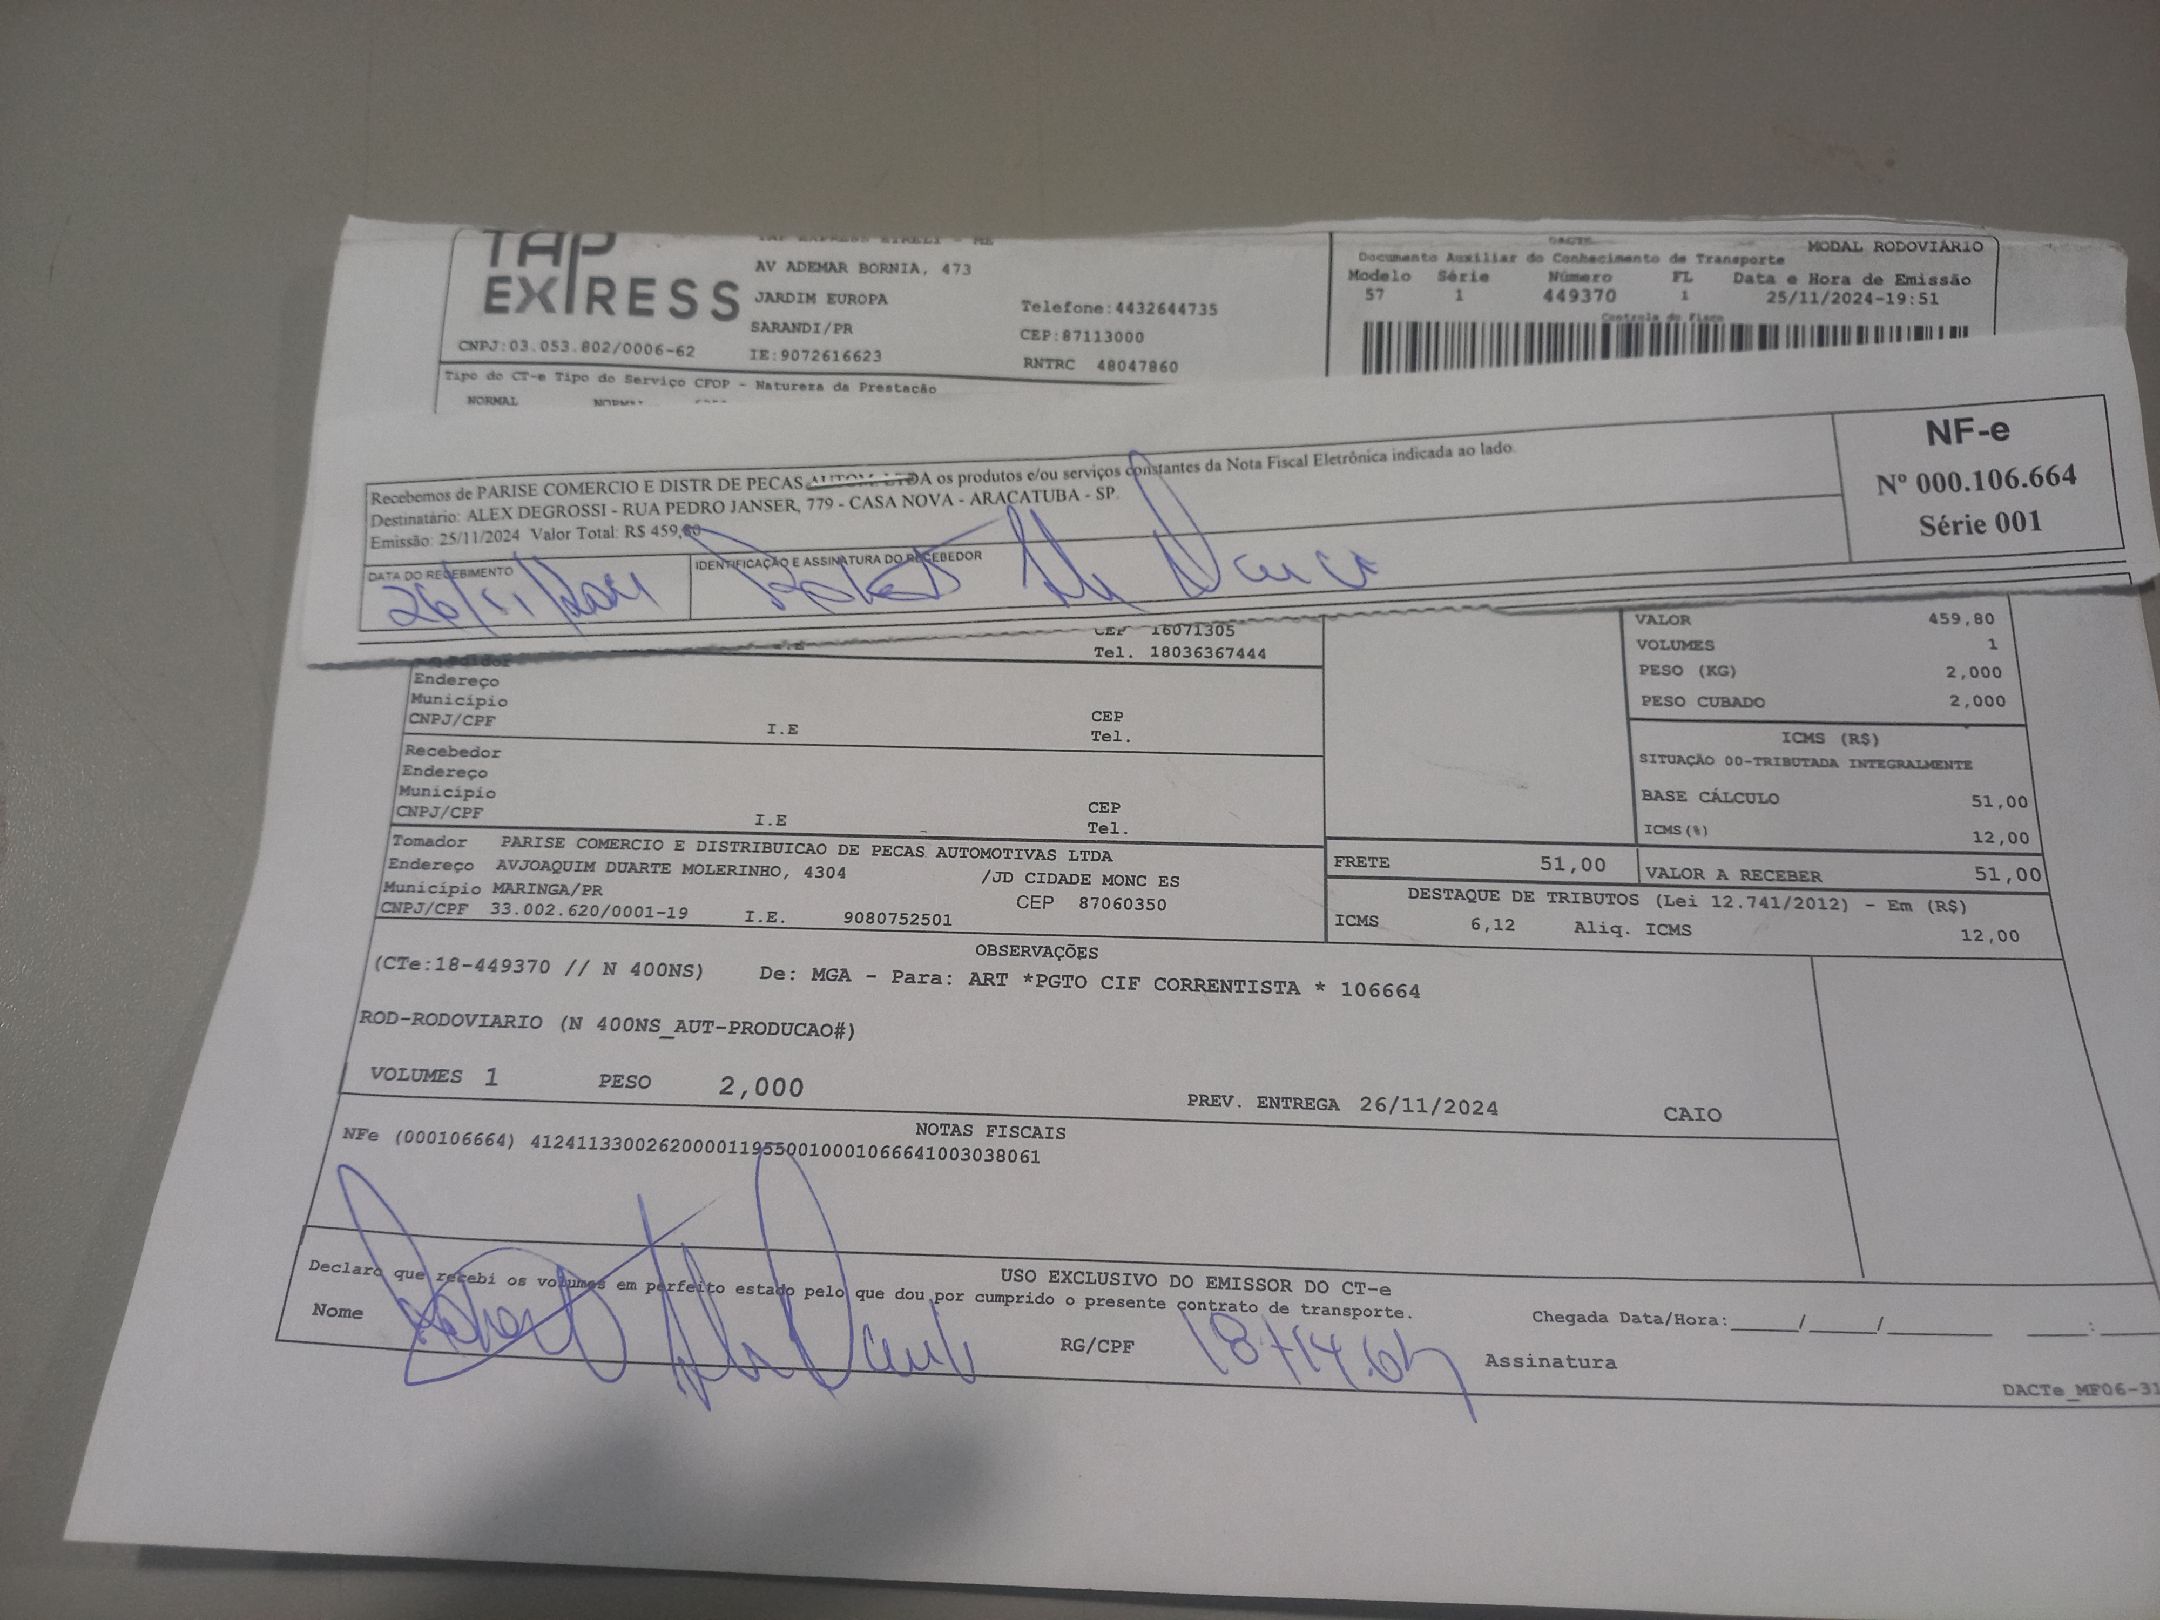 TAP
EXPRESS
AV ADEMAR BORNIA, 473
JARDIM EUROPA
SARANDI/PR
CNPJ:03.053.802/0006-62
IE:9072616623
Telefone:4432644735
CEP:87113000
RNTRC 48047860
DACTE
MODAL RODOVIÁRIO
Documento Auxiliar do Conhecimento de Transporte
Modelo Série Número FL Data e Hora de Emissão
57 1 449370 1 25/11/2024-19:51
Controle do Fisco
Tipo do CT-e Tipo do Serviço CFOP - Natureza da Prestação
NORMAL
Recebemos de PARISE COMERCIO E DISTR DE PECAS AUTOM. LTDA os produtos e/ou serviços constantes da Nota Fiscal Eletrônica indicada ao lado.
Destinatário: ALEX DEGROSSI - RUA PEDRO JANSER, 779 - CASA NOVA - ARACATUBA - SP.
Emissão: 25/11/2024 Valor Total: R$ 459,80
DATA DO RECEBIMENTO
IDENTIFICAÇÃO E ASSINATURA DO RECEBEDOR
NF-e
Nº 000.106.664
Série 001
CEP 16071305
Tel. 18036367444
Endereço
Município
CNPJ/CPF I.E CEP
Tel.
Recebedor
Endereço
Município
CNPJ/CPF I.E CEP
Tel.
VALOR 459,80
VOLUMES 1
PESO (KG) 2,000
PESO CUBADO 2,000
ICMS (R$)
SITUAÇÃO 00-TRIBUTADA INTEGRALMENTE
BASE CÁLCULO 51,00
ICMS(%) 12,00
Tomador PARISE COMERCIO E DISTRIBUICAO DE PECAS AUTOMOTIVAS LTDA
Endereço AVJOAQUIM DUARTE MOLERINHO, 4304 /JD CIDADE MONC ES
Município MARINGA/PR CEP 87060350
CNPJ/CPF 33.002.620/0001-19 I.E. 9080752501
FRETE 51,00 VALOR A RECEBER 51,00
DESTAQUE DE TRIBUTOS (Lei 12.741/2012) - Em (R$)
ICMS 6,12 Aliq. ICMS 12,00
OBSERVAÇÕES
(CTe:18-449370 // N 400NS) De: MGA - Para: ART *PGTO CIF CORRENTISTA * 106664
ROD-RODOVIARIO (N 400NS_AUT-PRODUCAO#)
VOLUMES 1 PESO 2,000
PREV. ENTREGA 26/11/2024 CAIO
NOTAS FISCAIS
NFe (000106664) 41241133002620000119550010001066641003038061
USO EXCLUSIVO DO EMISSOR DO CT-e
Declaro que recebi os volumes em perfeito estado pelo que dou por cumprido o presente contrato de transporte.
Nome RG/CPF Assinatura
Chegada Data/Hora:_____/_____/________ ____:____
DACTe_MF06-31